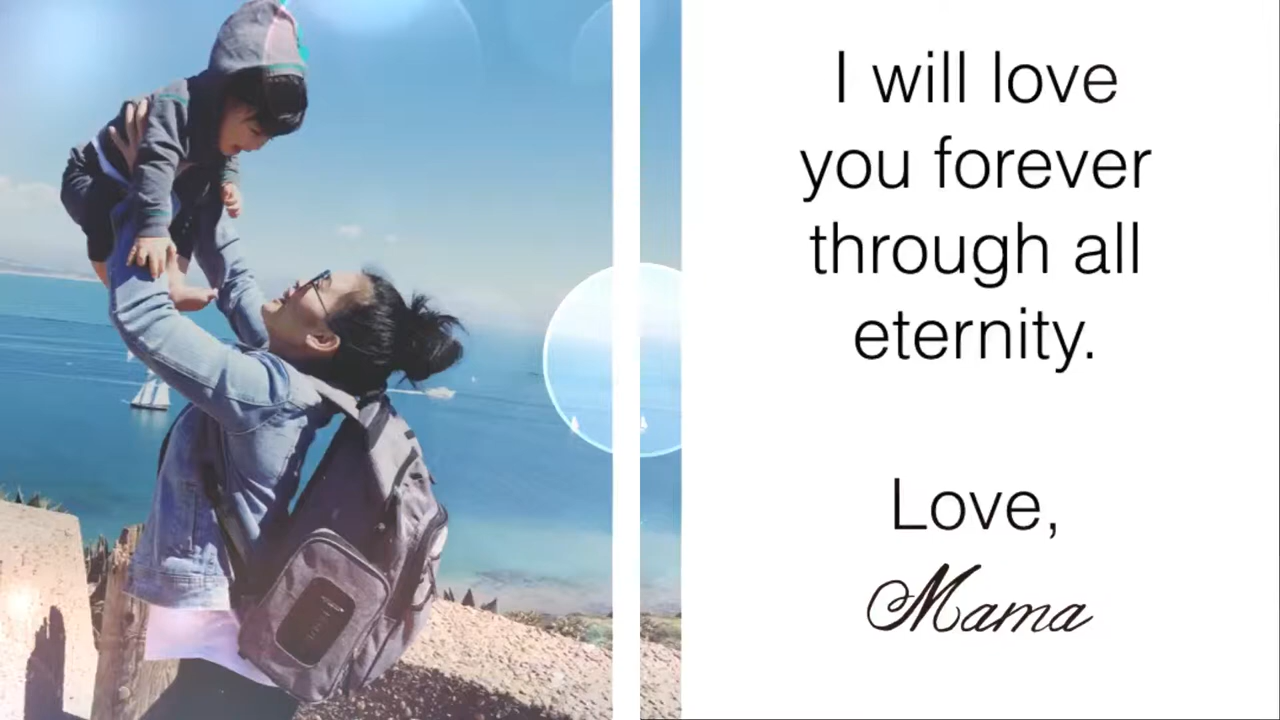 I will love
you forever
through all
eternity.
Love,
Mama